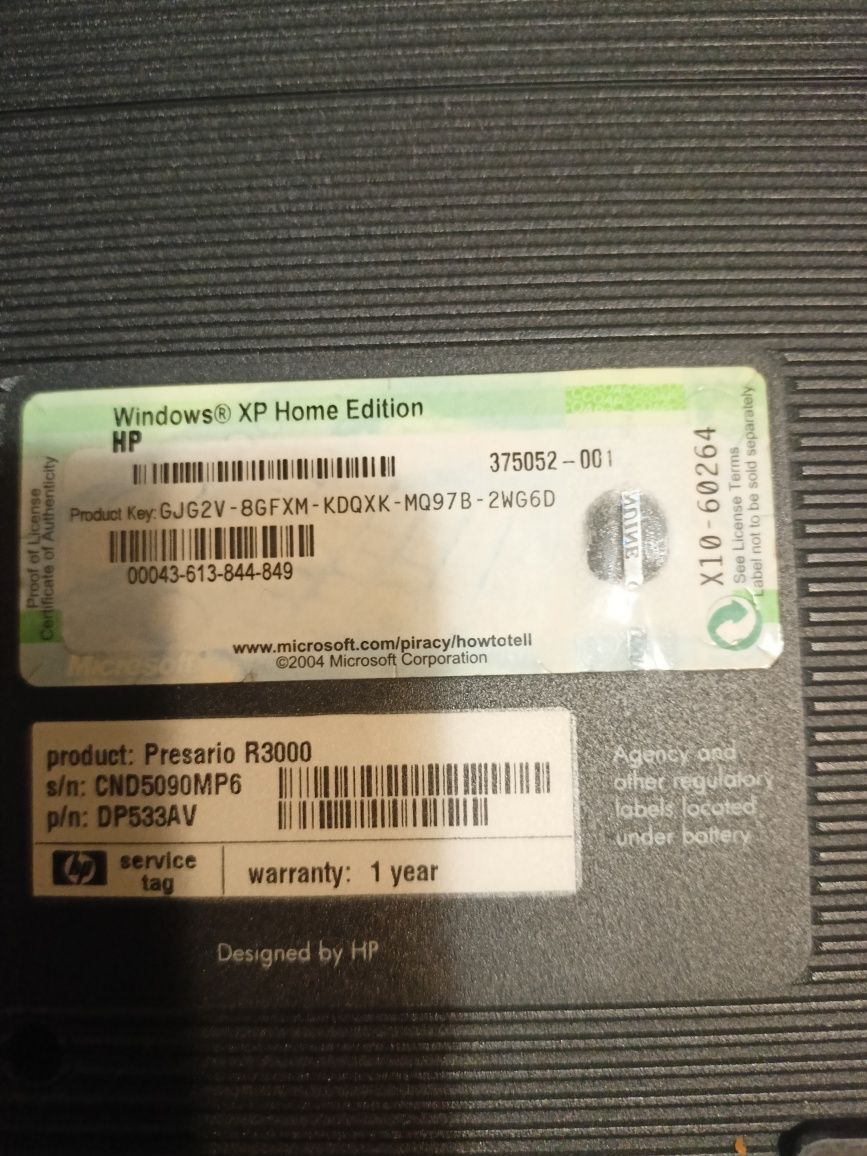 Windows® XP Home Edition
HP
375052-001
Product Key: GJG2V-8GFXM-KDQXK-MQ97B-2WG6D
00043-613-844-849
www.microsoft.com/piracy/howtotell
©2004 Microsoft Corporation
Microsoft
Proof of License
Certificate of Authenticity
NUINE
X10-60264
See License Terms
Label not to be sold separately
product: Presario R3000
s/n: CND5090MP6
p/n: DP533AV
hp
service
tag
warranty: 1 year
Agency and
other regulatory
labels located
under battery
Designed by HP